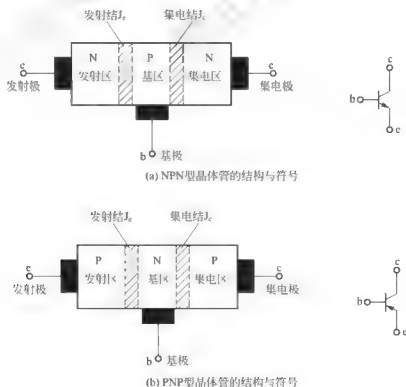 发射结Je 集电结Jc
N P N
e 发射区 基区 集电区 c
发射极 集电极
b 基极
c
b
e
(a) NPN型晶体管的结构与符号
发射结Je 集电结Jc
P N P
e 发射区 基区 集电区 c
发射极 集电极
b 基极
c
b
e
(b) PNP型晶体管的结构与符号